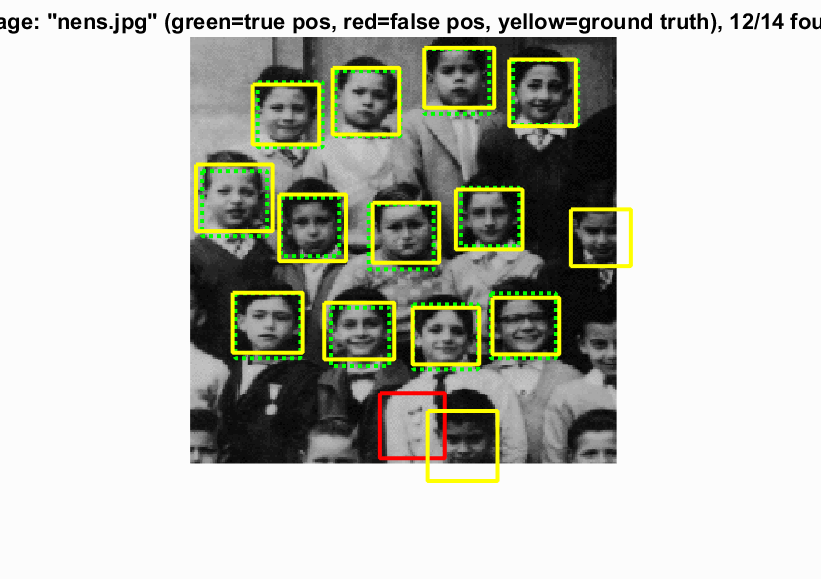 age: "nens.jpg" (green=true pos, red=false pos, yellow=ground truth), 12/14 fou